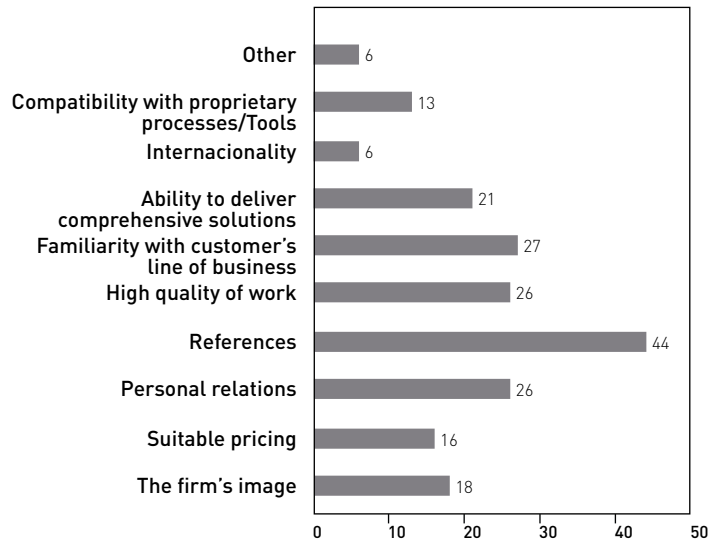 Other
6
Compatibility with proprietary
processes/Tools
13
Internacionality
6
Ability to deliver
comprehensive solutions
21
Familiarity with customer's
line of business
27
High quality of work
26
References
44
Personal relations
26
Suitable pricing
16
The firm's image
18
0 10 20 30 40 50